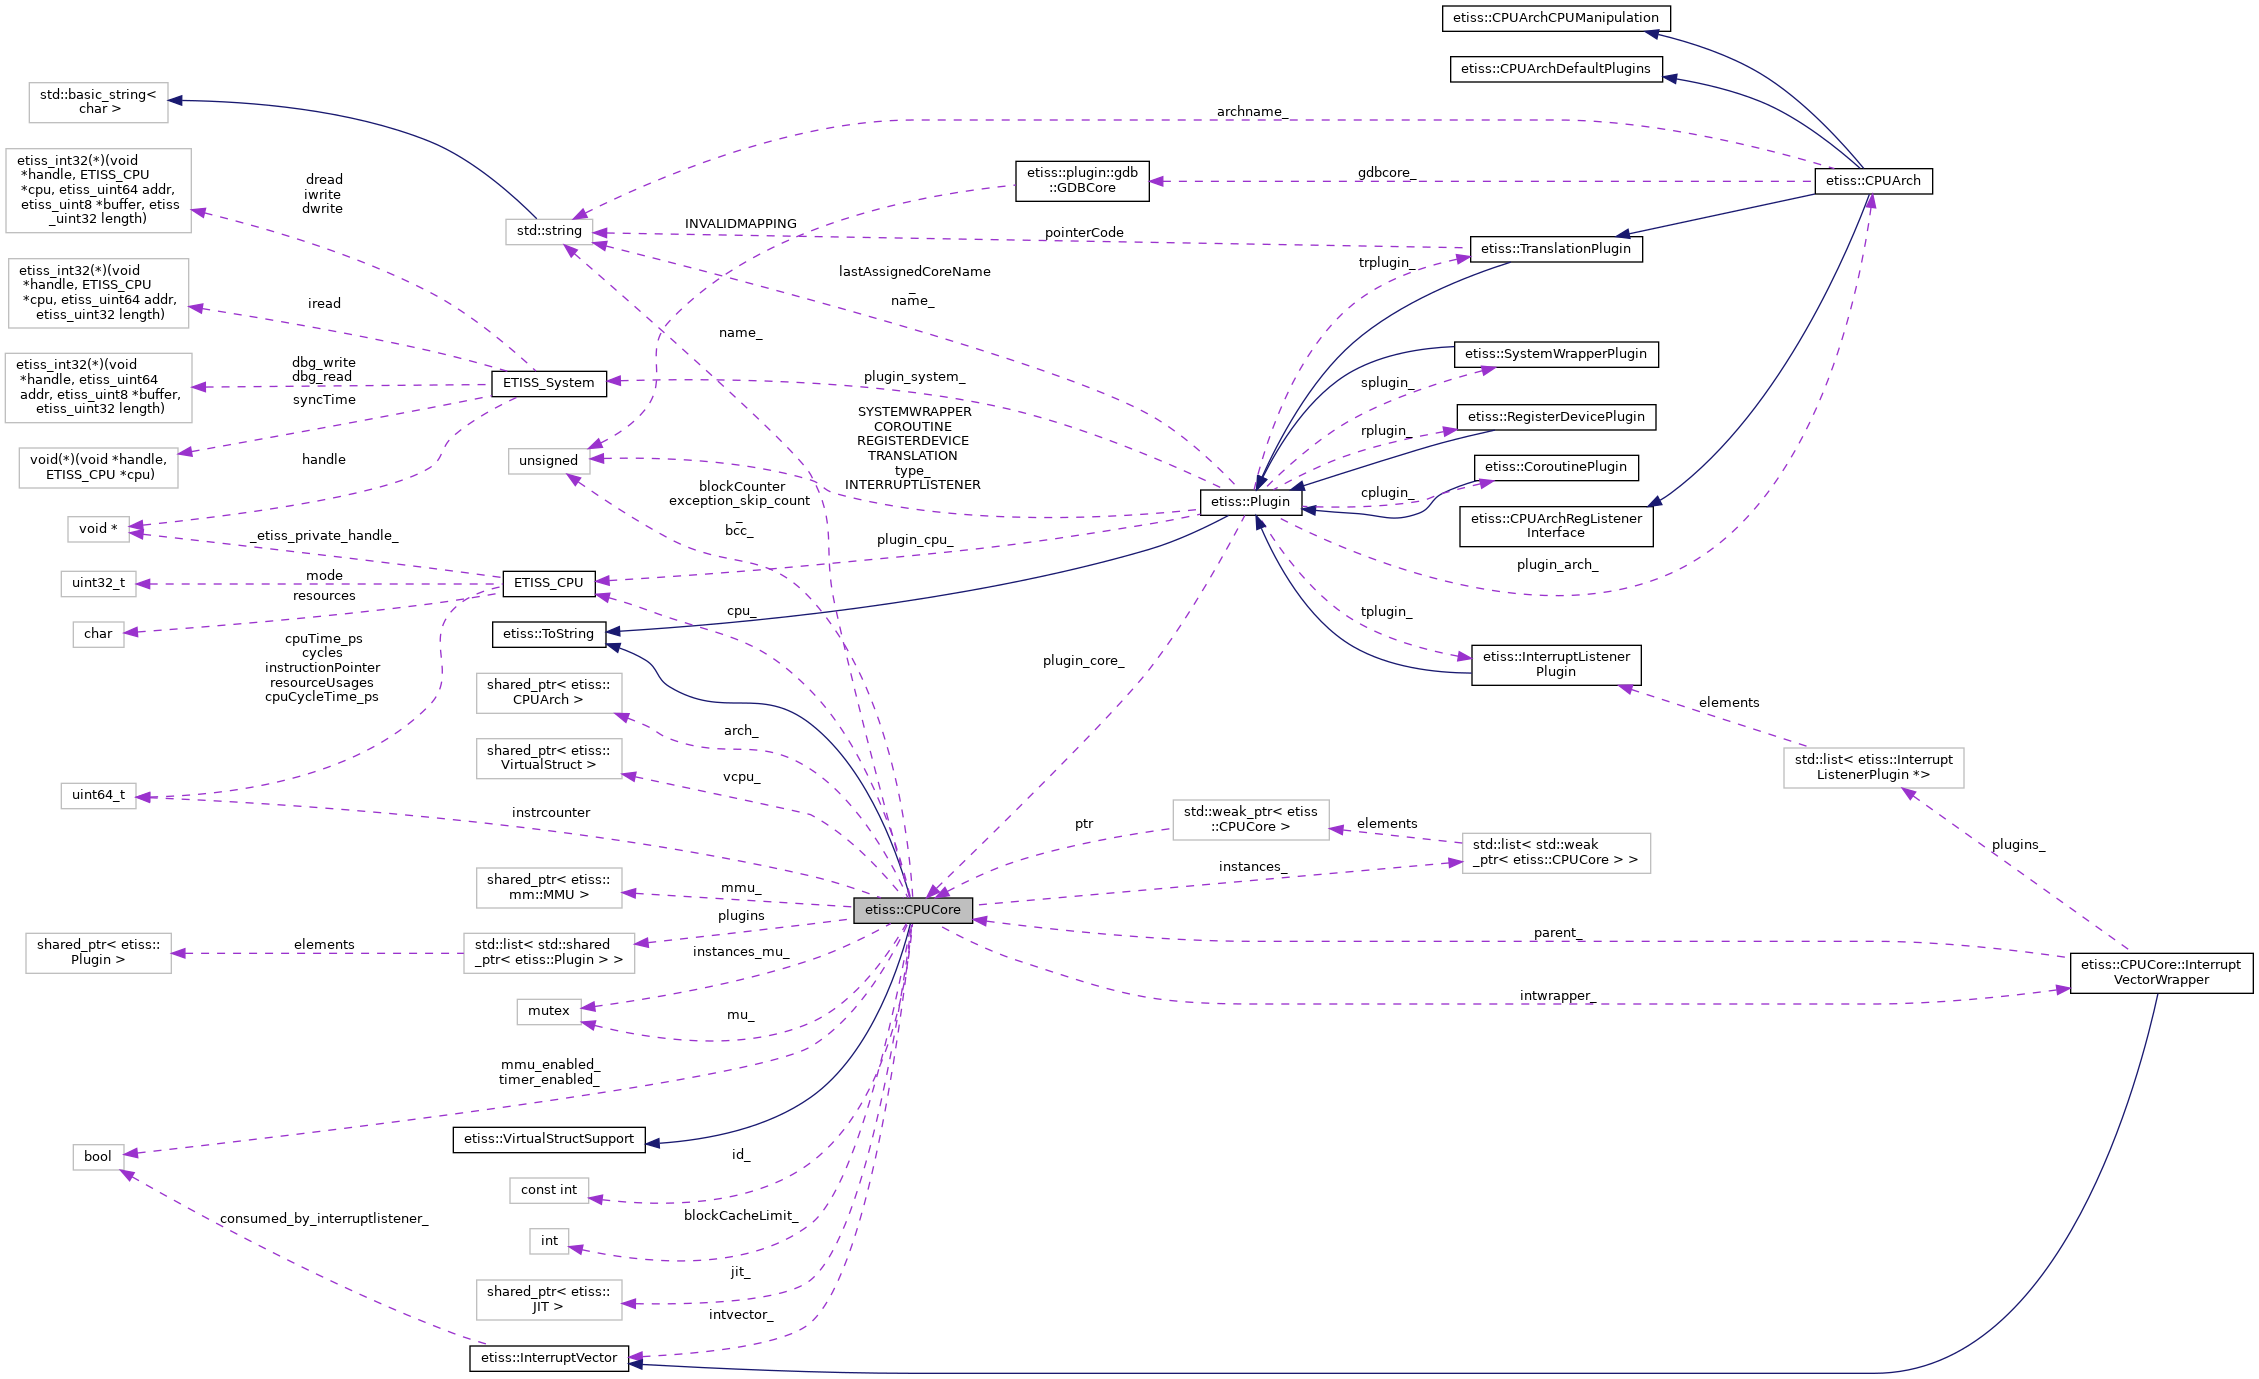 etiss::CPUArchCPUManipulation
etiss::CPUArchDefaultPlugins
std::basic_string<
char >
archname_
etiss_int32(*)(void
*handle, ETISS_CPU
*cpu, etiss_uint64 addr,
etiss_uint8 *buffer, etiss
_uint32 length)
dread
iwrite
dwrite
etiss::plugin::gdb
::GDBCore
gdbcore_
etiss::CPUArch
std::string
INVALIDMAPPING
pointerCode
etiss::TranslationPlugin
etiss_int32(*)(void
*handle, ETISS_CPU
*cpu, etiss_uint64 addr,
etiss_uint32 length)
iread
lastAssignedCoreName
_
name_
trplugin_
name_
etiss::SystemWrapperPlugin
etiss_int32(*)(void
*handle, etiss_uint64
addr, etiss_uint8 *buffer,
etiss_uint32 length)
dbg_write
dbg_read
syncTime
ETISS_System
plugin_system_
splugin_
etiss::RegisterDevicePlugin
rplugin_
void(*)(void *handle,
ETISS_CPU *cpu)
handle
unsigned
SYSTEMWRAPPER
COROUTINE
REGISTERDEVICE
TRANSLATION
type_
INTERRUPTLISTENER
etiss::CoroutinePlugin
cplugin_
blockCounter
exception_skip_count
_
bcc_
etiss::Plugin
etiss::CPUArchRegListener
Interface
void *
_etiss_private_handle_
plugin_cpu_
plugin_arch_
uint32_t
mode
resources
ETISS_CPU
char
cpu_
tplugin_
etiss::ToString
cpuTime_ps
cycles
instructionPointer
resourceUsages
cpuCycleTime_ps
plugin_core_
etiss::InterruptListener
Plugin
shared_ptr< etiss::
CPUArch >
arch_
elements
shared_ptr< etiss::
VirtualStruct >
vcpu_
std::list< etiss::Interrupt
ListenerPlugin *>
uint64_t
instrcounter
std::weak_ptr< etiss
::CPUCore >
ptr
elements
std::list< std::weak
_ptr< etiss::CPUCore > >
plugins_
instances_
shared_ptr< etiss::
mm::MMU >
mmu_
etiss::CPUCore
plugins
shared_ptr< etiss::
Plugin >
elements
std::list< std::shared
_ptr< etiss::Plugin > >
parent_
instances_mu_
etiss::CPUCore::Interrupt
VectorWrapper
intwrapper_
mutex
mu_
mmu_enabled_
timer_enabled_
etiss::VirtualStructSupport
bool
id_
const int
consumed_by_interruptlistener_
blockCacheLimit_
int
jit_
shared_ptr< etiss::
JIT >
intvector_
etiss::InterruptVector